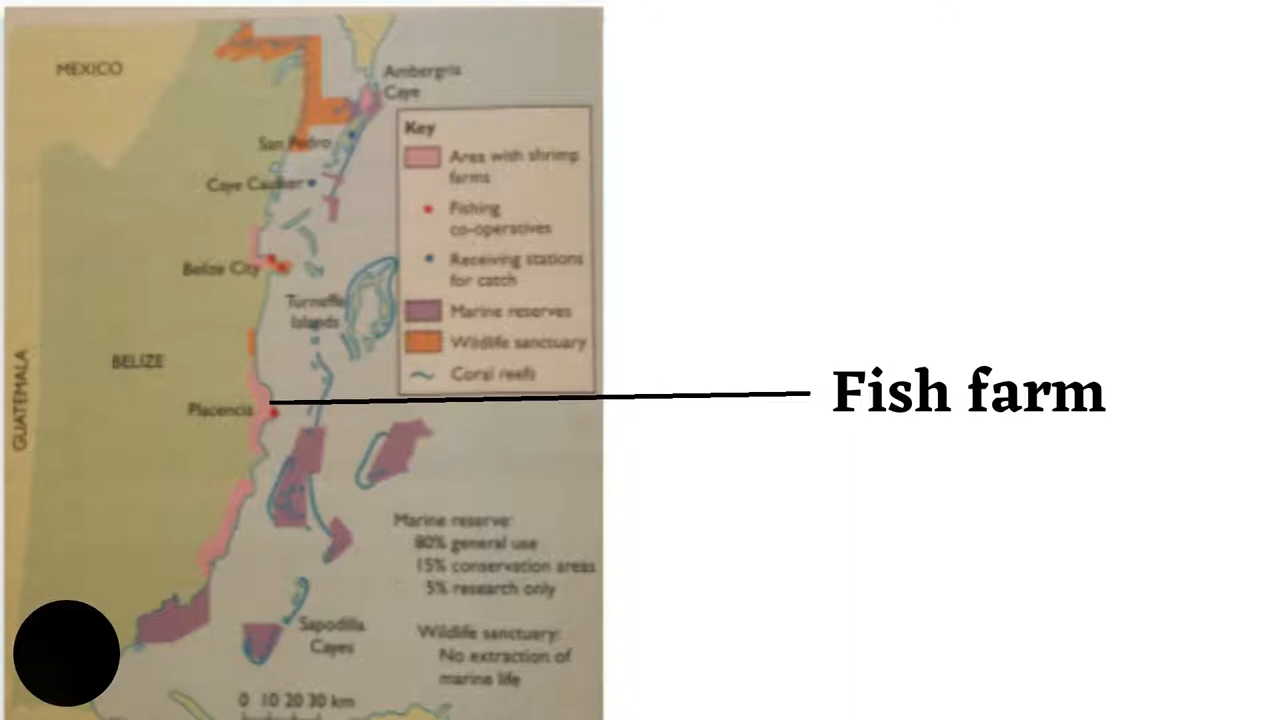 MEXICO
Ambergris
Caye
Key
San Pedro
Area with shrimp
farms
Caye Caulker
Fishing
co-operatives
Belize City
Receiving stations
for catch
Turneffe
Islands
Marine reserves
Wildlife sanctuary
BELIZE
Coral reefs
GUATEMALA
Placencia
Fish farm
Marine reserve:
80% general use
15% conservation areas
5% research only
Sapodilla
Cayes
Wildlife sanctuary:
No extraction of
marine life
0 10 20 30 km